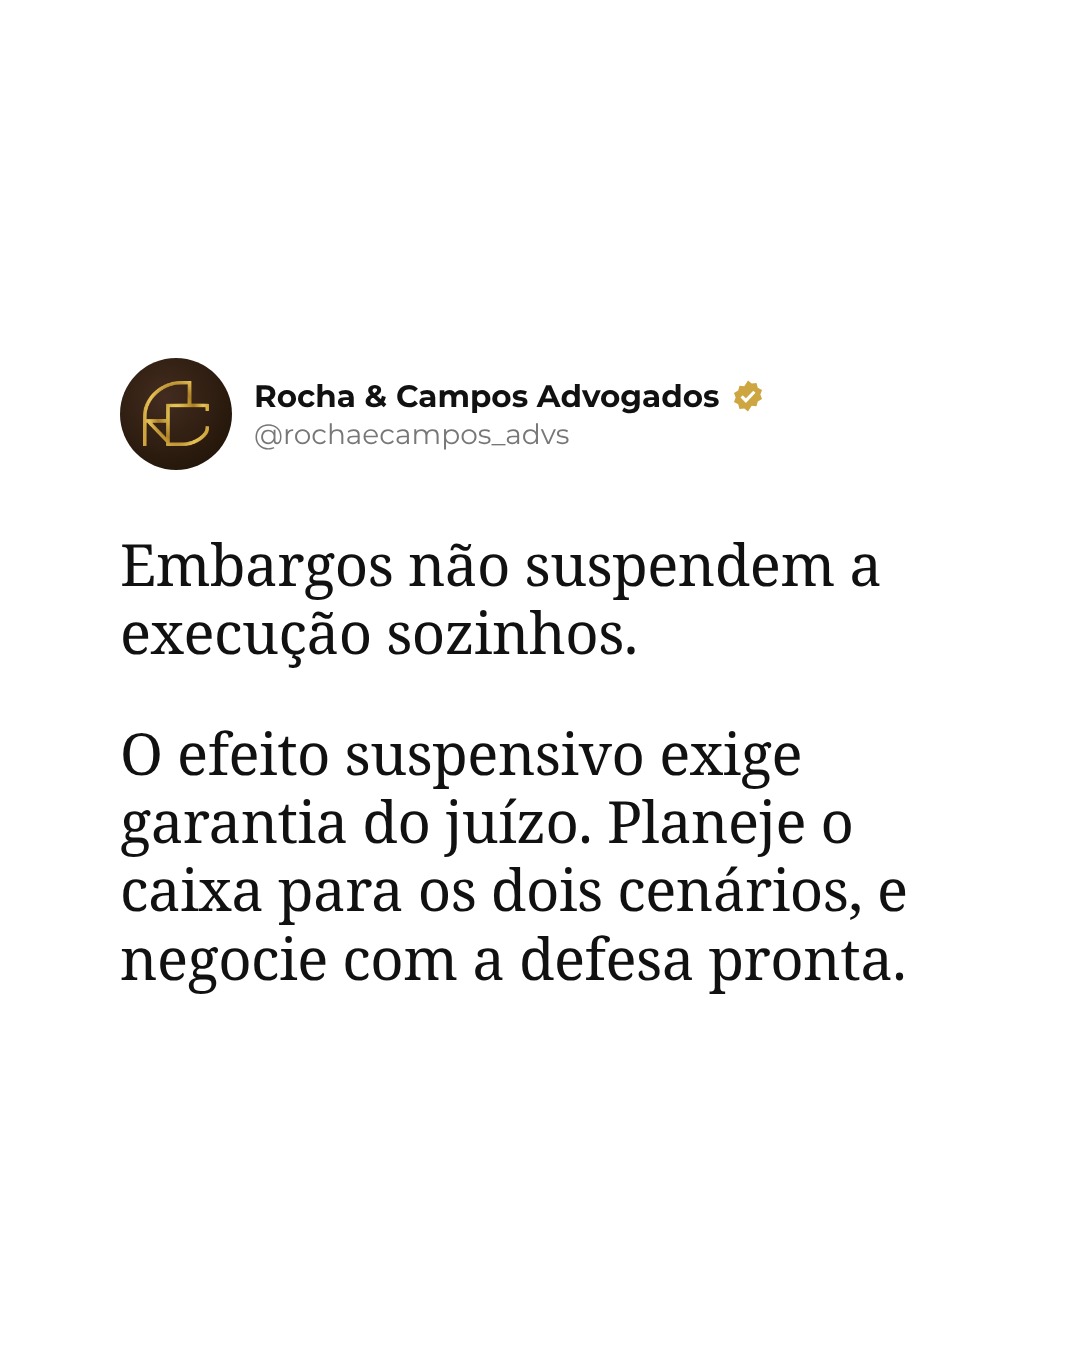 Rocha & Campos Advogados
@rochaecampos_advs
Embargos não suspendem a
execução sozinhos.
O efeito suspensivo exige
garantia do juízo. Planeje o
caixa para os dois cenários, e
negocie com a defesa pronta.